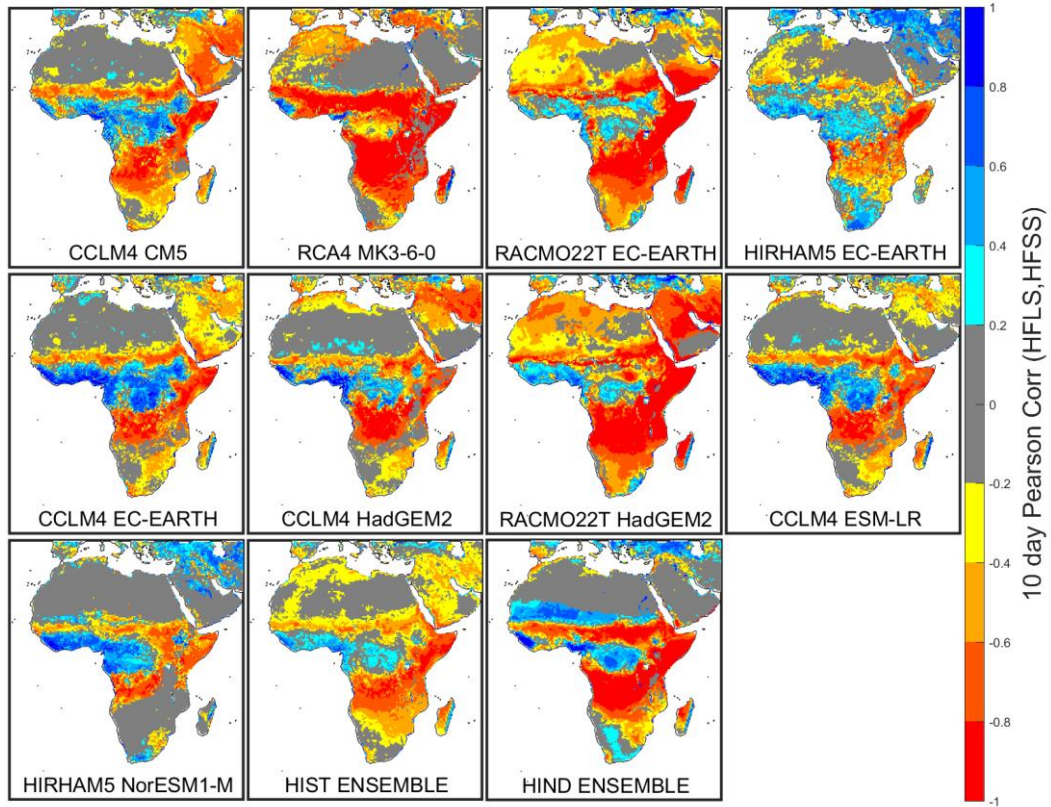 CCLM4 CM5
RCA4 MK3-6-0
RACMO22T EC-EARTH
HIRHAM5 EC-EARTH
CCLM4 EC-EARTH
CCLM4 HadGEM2
RACMO22T HadGEM2
CCLM4 ESM-LR
HIRHAM5 NorESM1-M
HIST ENSEMBLE
HIND ENSEMBLE
1
0.8
0.6
0.4
0.2
0
-0.2
-0.4
-0.6
-0.8
-1
10 day Pearson Corr (HFLS,HFSS)